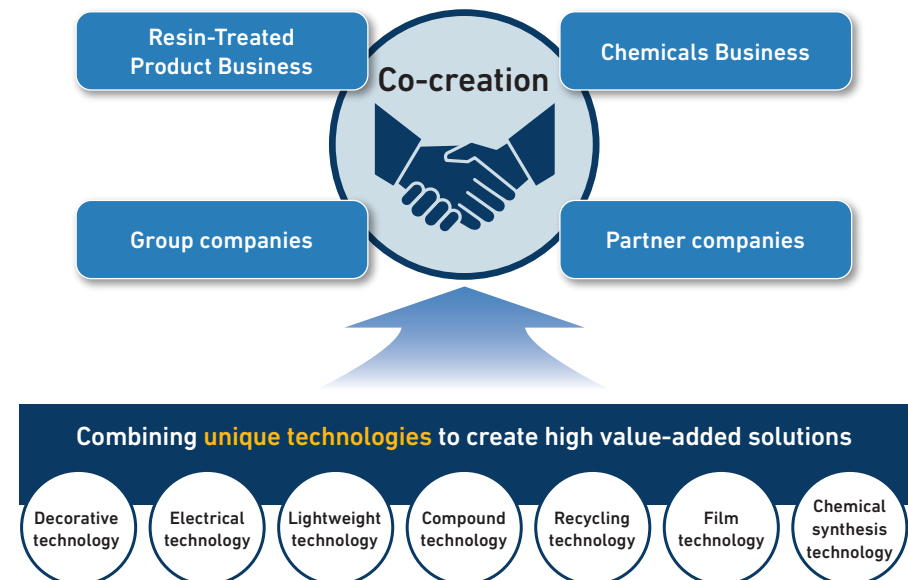 Resin-Treated
Product Business
Chemicals Business
Co-creation
Group companies
Partner companies
Combining unique technologies to create high value-added solutions
Decorative
technology
Electrical
technology
Lightweight
technology
Compound
technology
Recycling
technology
Film
technology
Chemical
synthesis
technology